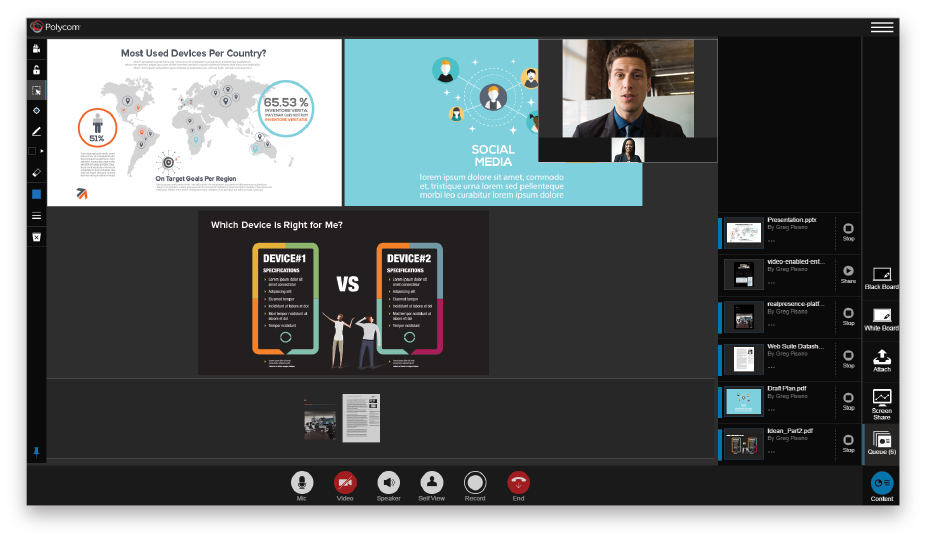 Polycom
Most Used Devices Per Country?
65.53 %
INVENTORE VERITA,
INVENTORE VERITATIS
51%
On Target Goals Per Region
SOCIAL
MEDIA
lorem ipsum dolore sit amet, commodo
et, tristique urna lorem sed pellenteque
morbi leo curabitur lorem ipsum dolore
Which Device is Right for Me?
DEVICE#1
SPECIFICATIONS
Lorem ipsum dolor sit
amet consectetur
Adipiscing elit
Eiusmod tempor
Incididunt ut labore et dol
Mod tempor incididunt ut
labore et dol
Tempor incididunt
VS
DEVICE#2
SPECIFICATIONS
Lorem ipsum dolor sit
amet consectetur
Adipiscing elit
Eiusmod tempor
Incididunt ut labore et dol
Mod tempor incididunt ut
labore et dol
Tempor incididunt
Presentation.pptx
By Greg Pisano
...
Stop
video-enabled-ent...
By Greg Pisano
...
Share
realpresence-platf...
By Greg Pisano
...
Stop
Web Suite Datash...
By Greg Pisano
...
Stop
Draft Plan.pdf
By Greg Pisano
...
Stop
Idean_Part2.pdf
By Greg Pisano
...
Stop
Black Board
White Board
Attach
Screen
Share
Queue (6)
Content
Mic
Video
Speaker
Self View
Record
End